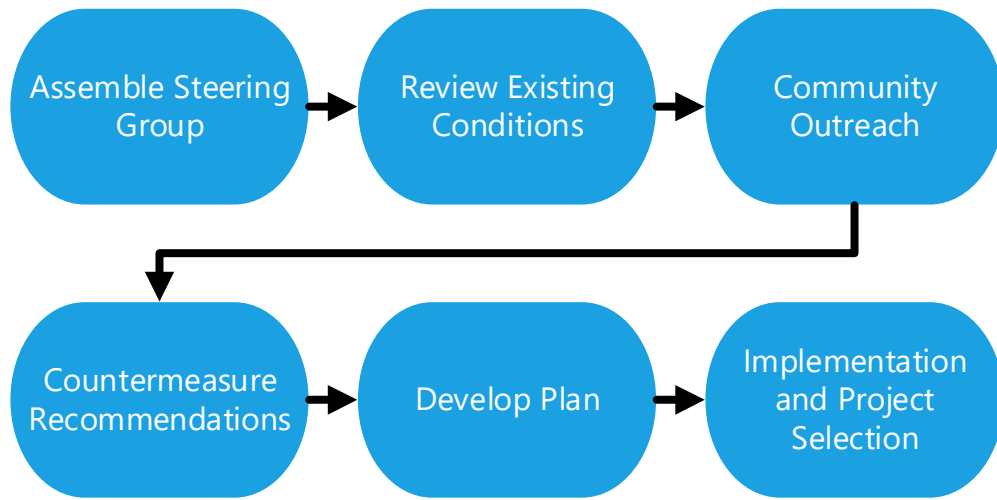 Assemble Steering
Group
Review Existing
Conditions
Community
Outreach
Countermeasure
Recommendations
Develop Plan
Implementation
and Project
Selection